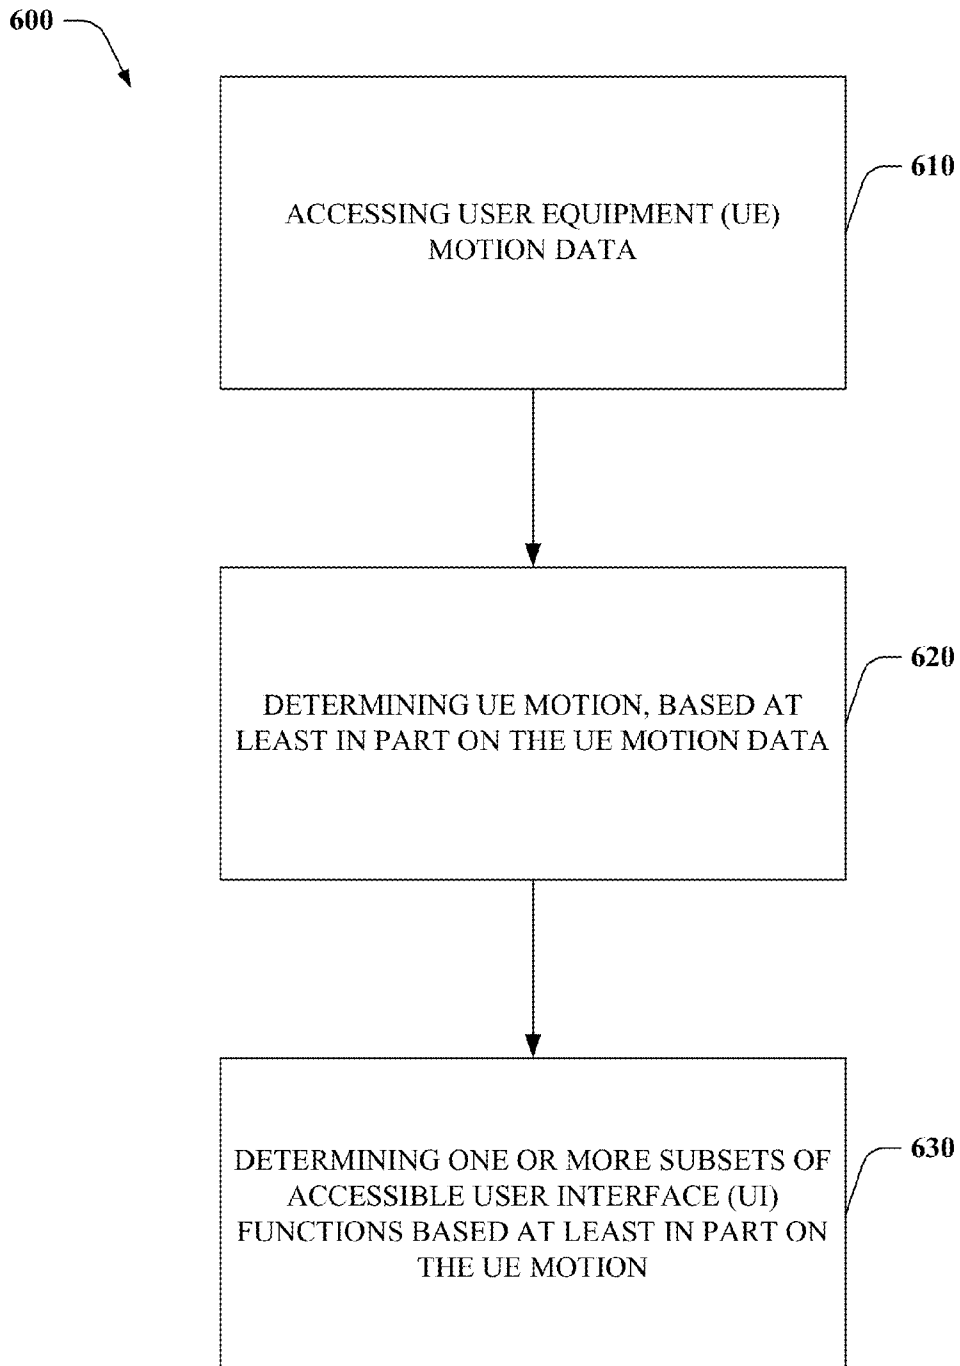 600
610
ACCESSING USER EQUIPMENT (UE)
MOTION DATA
620
DETERMINING UE MOTION, BASED AT
LEAST IN PART ON THE UE MOTION DATA
630
DETERMINING ONE OR MORE SUBSETS OF
ACCESSIBLE USER INTERFACE (UI)
FUNCTIONS BASED AT LEAST IN PART ON
THE UE MOTION